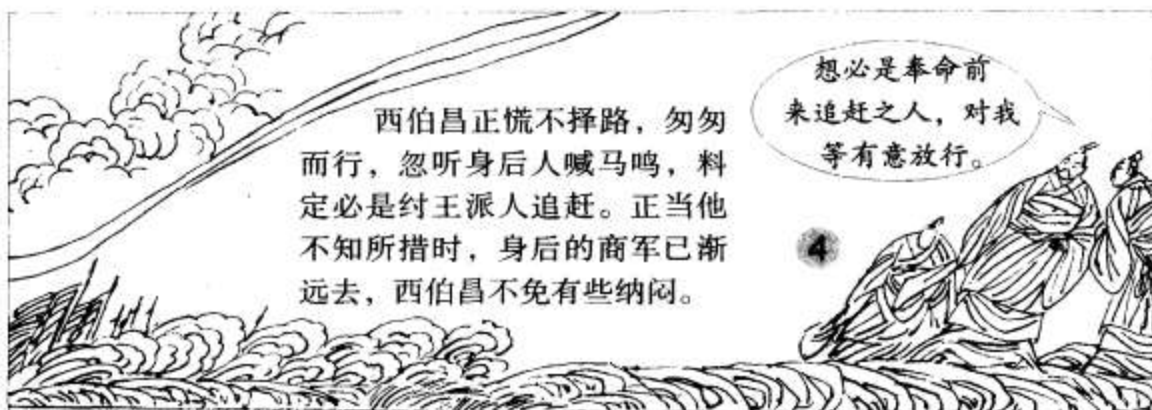 西伯昌正慌不择路，匆匆
而行，忽听身后人喊马鸣，料
定必是纣王派人追赶。正当他
不知所措时，身后的商军已渐
远去，西伯昌不免有些纳闷。
想必是奉命前
来追赶之人，对我
等有意放行。
4